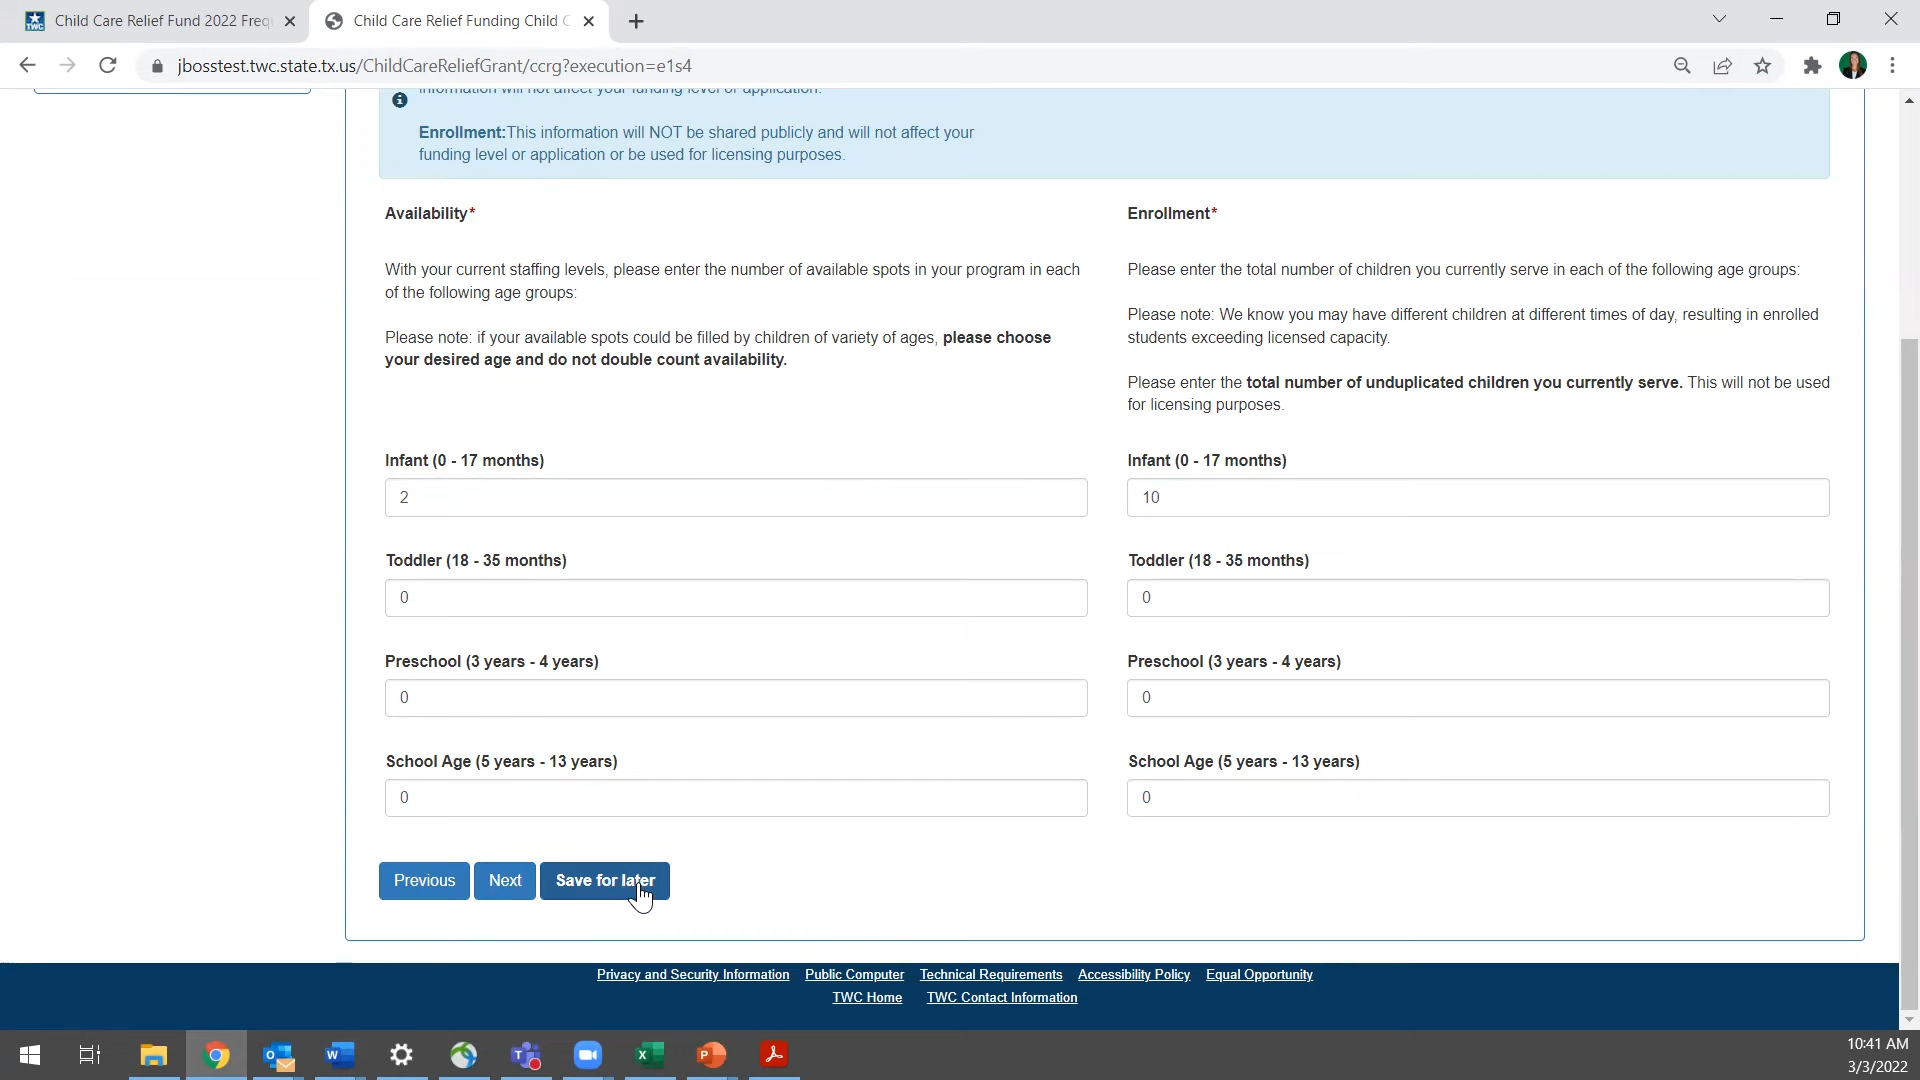 Child Care Relief Fund 2022 Freq
Child Care Relief Funding Child C
jbosstest.twc.state.tx.us/ChildCareReliefGrant/ccrg?execution=e1s4
information will not affect your funding level or application.
Enrollment:This information will NOT be shared publicly and will not affect your
funding level or application or be used for licensing purposes.
Availability*
With your current staffing levels, please enter the number of available spots in your program in each
of the following age groups:
Please note: if your available spots could be filled by children of variety of ages, please choose
your desired age and do not double count availability.
Infant (0 - 17 months)
2
Toddler (18 - 35 months)
0
Preschool (3 years - 4 years)
0
School Age (5 years - 13 years)
0
Enrollment*
Please enter the total number of children you currently serve in each of the following age groups:
Please note: We know you may have different children at different times of day, resulting in enrolled
students exceeding licensed capacity.
Please enter the total number of unduplicated children you currently serve. This will not be used
for licensing purposes.
Infant (0 - 17 months)
10
Toddler (18 - 35 months)
0
Preschool (3 years - 4 years)
0
School Age (5 years - 13 years)
0
Previous Next Save for later
Privacy and Security Information Public Computer Technical Requirements Accessibility Policy Equal Opportunity
TWC Home TWC Contact Information
10:41 AM
3/3/2022